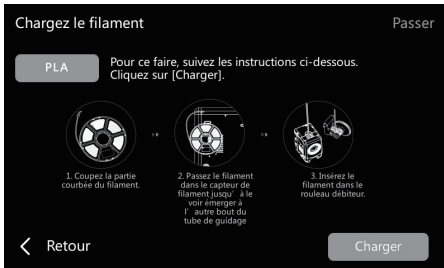 Chargez le filament
Passer
PLA
Pour ce faire, suivez les instructions ci-dessous.
Cliquez sur [Charger].
1. Coupez la partie
courbée du filament.
2. Passez le filament
dans le capteur de
filament jusqu' à le
voir émerger à
l' autre bout du
tube de guidage
3. Insérez le
filament dans le
rouleau débiteur.
Retour
Charger